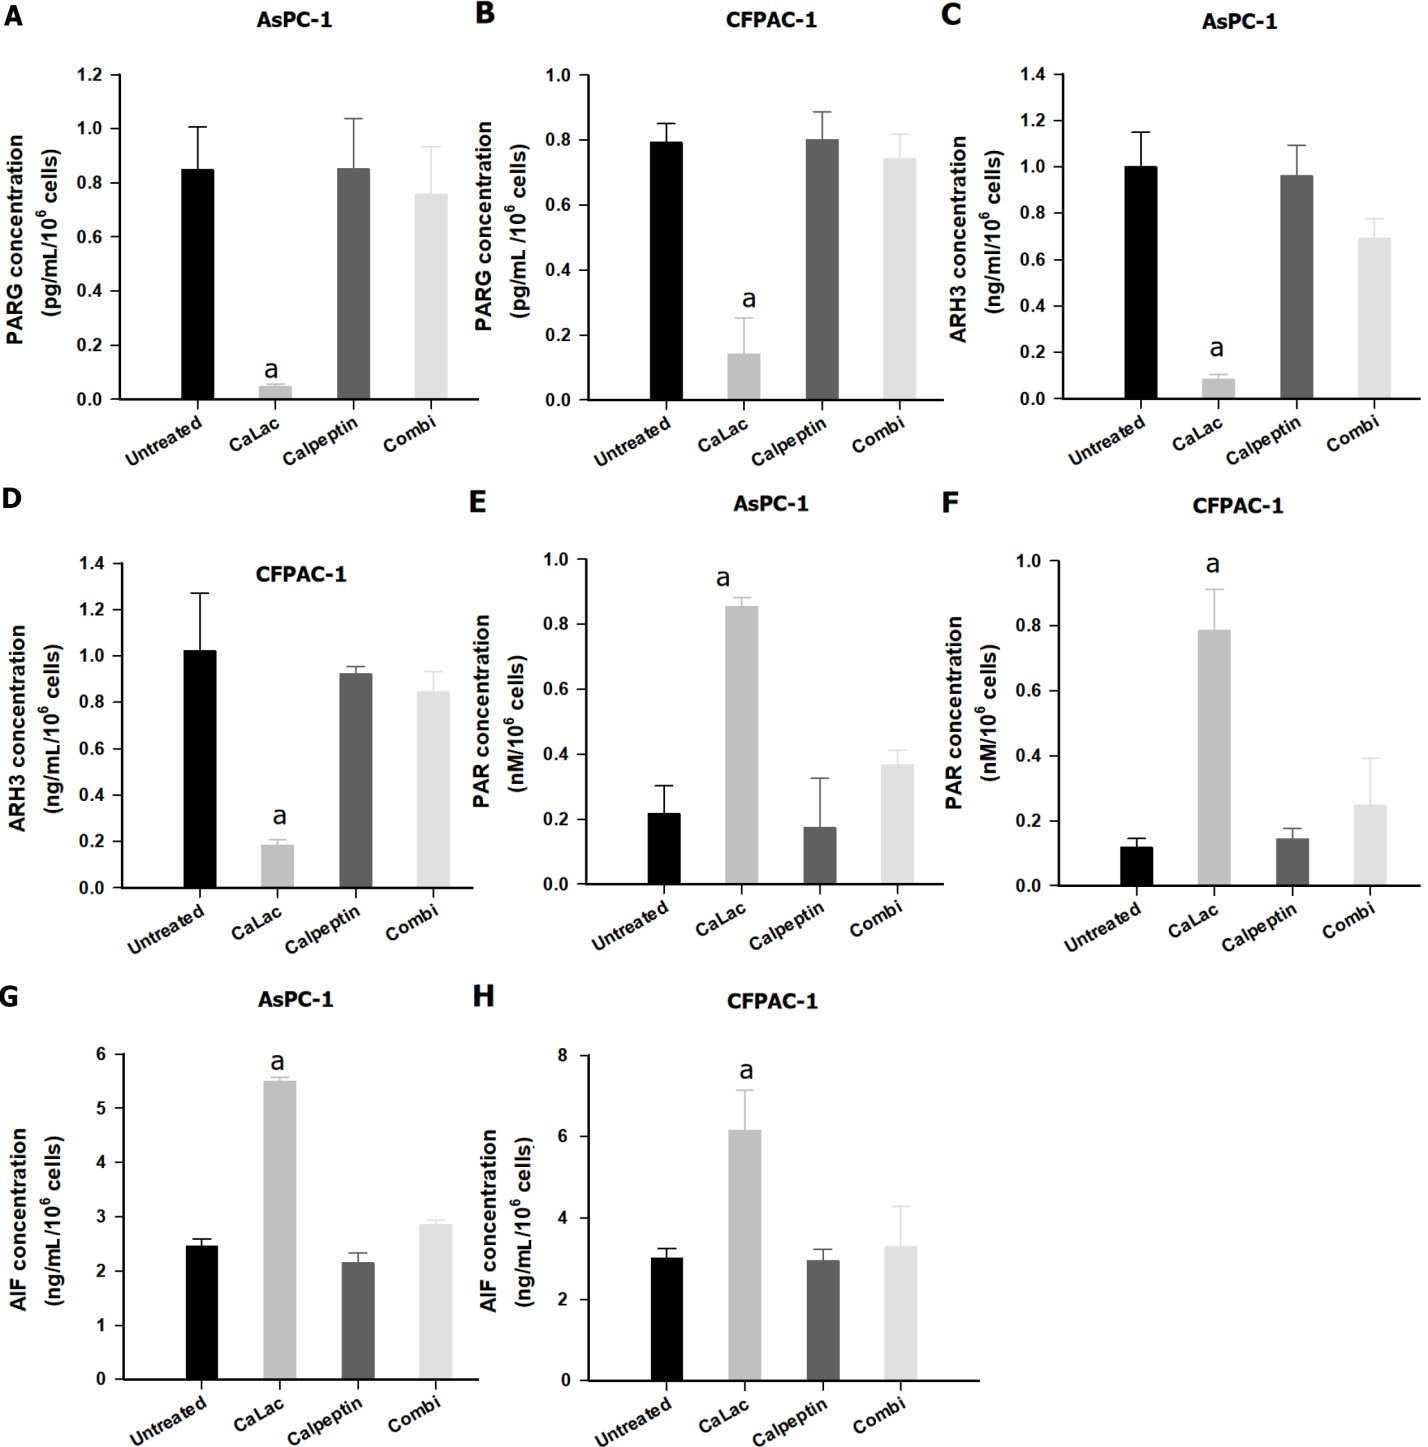 A
AsPC-1
PARG concentration
(pg/mL/10⁶ cells)
1.2
1.0
0.8
0.6
0.4
0.2
0.0
a
Untreated
CaLac
Calpeptin
Combi
B
CFPAC-1
PARG concentration
(pg/mL /10⁶ cells)
1.0
0.8
0.6
0.4
0.2
0.0
a
Untreated
CaLac
Calpeptin
Combi
C
AsPC-1
ARH3 concentration
(ng/ml/10⁶ cells)
1.4
1.2
1.0
0.8
0.6
0.4
0.2
0.0
a
Untreated
CaLac
Calpeptin
Combi
D
CFPAC-1
ARH3 concentration
(ng/mL/10⁶ cells)
1.4
1.2
1.0
0.8
0.6
0.4
0.2
0.0
a
Untreated
CaLac
Calpeptin
Combi
E
AsPC-1
PAR concentration
(nM/10⁶ cells)
1.0
0.8
0.6
0.4
0.2
0.0
a
Untreated
CaLac
Calpeptin
Combi
F
CFPAC-1
PAR concentration
(nM/10⁶ cells)
1.0
0.8
0.6
0.4
0.2
0.0
a
Untreated
CaLac
Calpeptin
Combi
G
AsPC-1
AIF concentration
(ng/mL/10⁶ cells)
6
5
4
3
2
1
0
a
Untreated
CaLac
Calpeptin
Combi
H
CFPAC-1
AIF concentration
(ng/mL/10⁶ cells)
8
6
4
2
0
a
Untreated
CaLac
Calpeptin
Combi